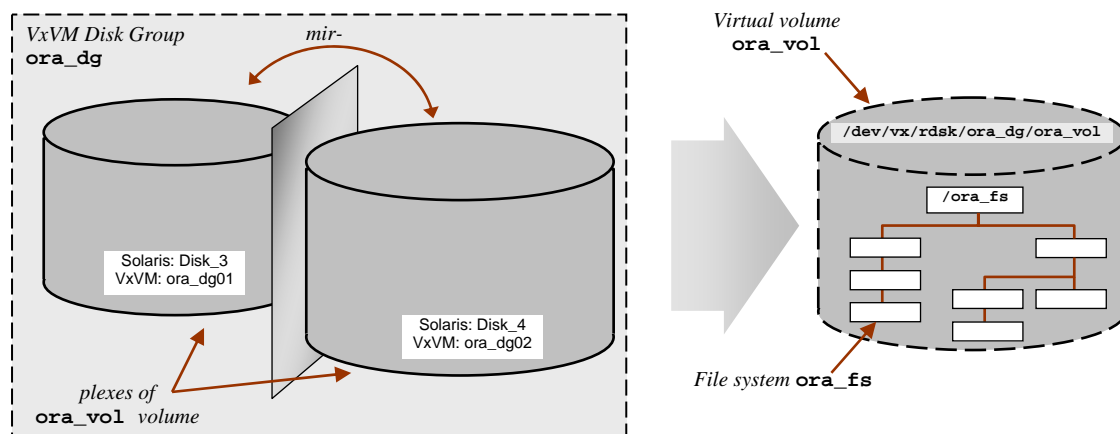 VxVM Disk Group
ora_dg
mir-
Solaris: Disk_3
VxVM: ora_dg01
Solaris: Disk_4
VxVM: ora_dg02
plexes of
ora_vol volume
Virtual volume
ora_vol
/dev/vx/rdsk/ora_dg/ora_vol
/ora_fs
File system ora_fs